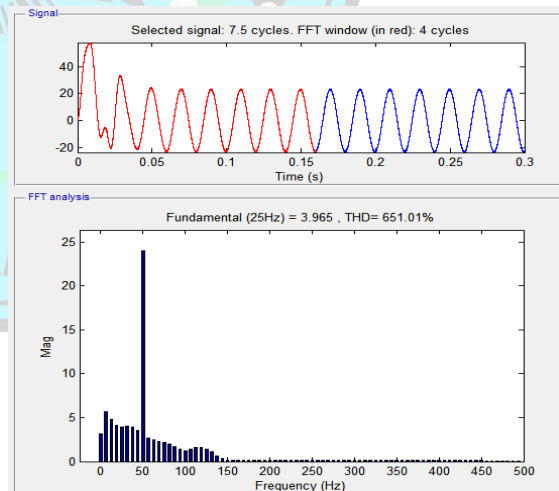 Signal
Selected signal: 7.5 cycles. FFT window (in red): 4 cycles
40
20
0
-20
0 0.05 0.1 0.15 0.2 0.25 0.3
Time (s)
FFT analysis
Fundamental (25Hz) = 3.965 , THD= 651.01%
25
20
15
10
5
0
Mag
0 50 100 150 200 250 300 350 400 450 500
Frequency (Hz)